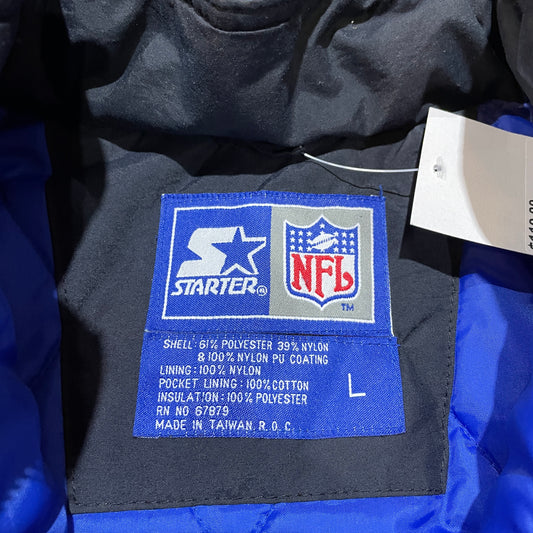 STARTER®
NFL
TM
SHELL: 61% POLYESTER 39% NYLON
& 100% NYLON PU COATING
LINING: 100% NYLON
POCKET LINING: 100% COTTON
INSULATION: 100% POLYESTER
RN NO 67879
MADE IN TAIWAN R.O.C.
L